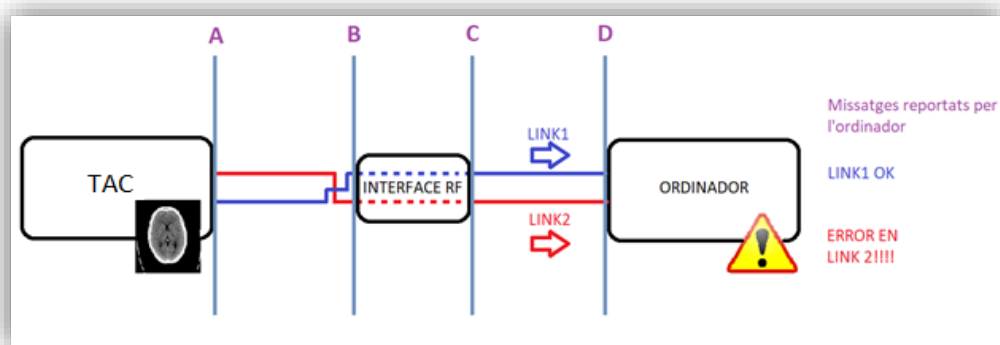 A
B
C
D
Missatges reportats per
l'ordinador
LINK1
TAC
INTERFACE RF
ORDINADOR
LINK1 OK
LINK2
ERROR EN
LINK 2!!!!